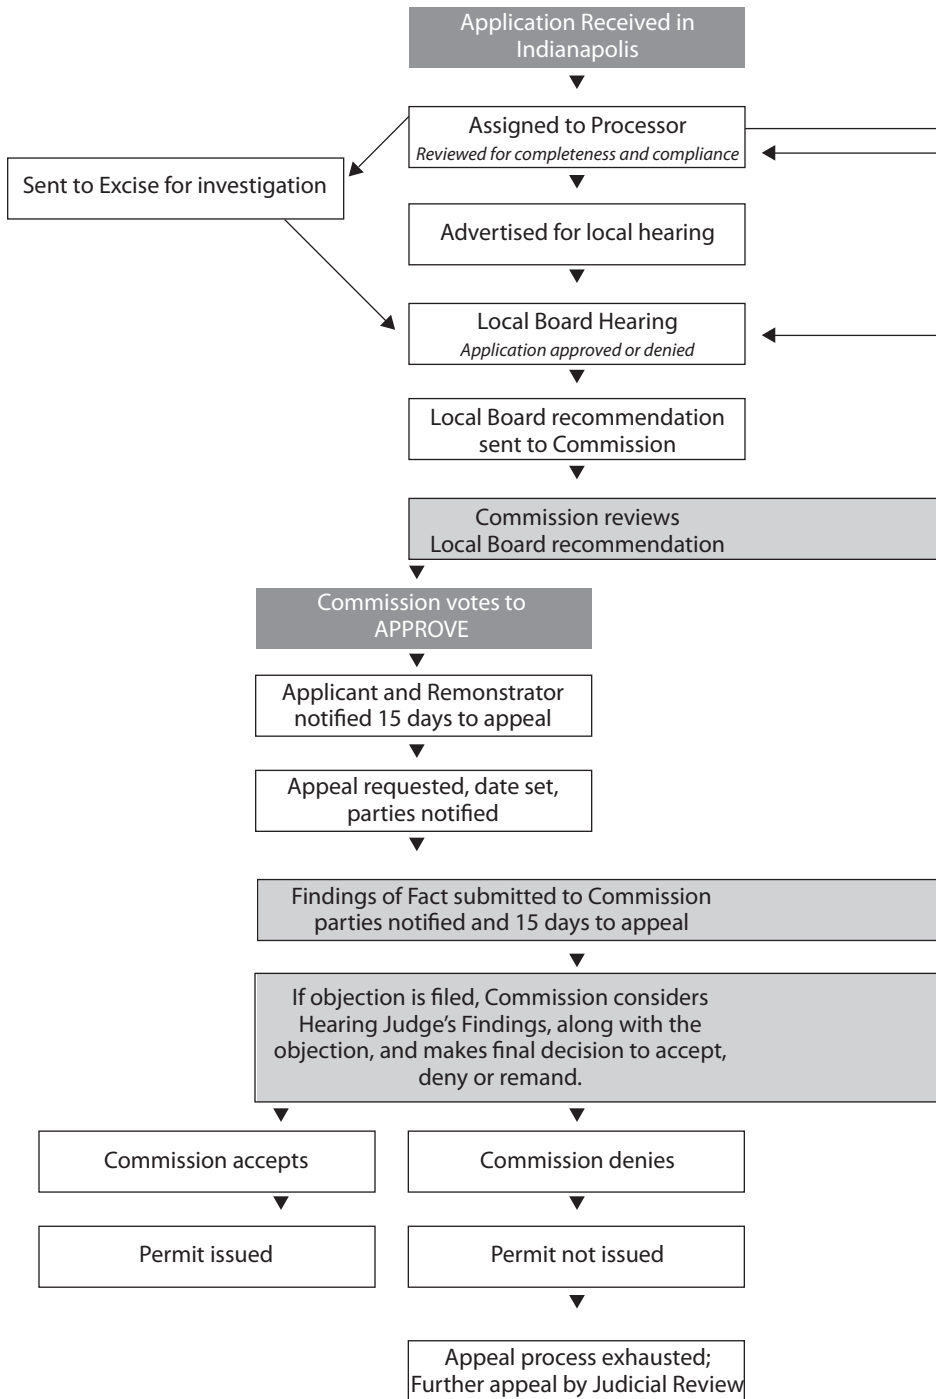 Application Received in
Indianapolis
Assigned to Processor
Reviewed for completeness and compliance
Sent to Excise for investigation
Advertised for local hearing
Local Board Hearing
Application approved or denied
Local Board recommendation
sent to Commission
Commission reviews
Local Board recommendation
Commission votes to
APPROVE
Applicant and Remonstrator
notified 15 days to appeal
Appeal requested, date set,
parties notified
Findings of Fact submitted to Commission
parties notified and 15 days to appeal
If objection is filed, Commission considers
Hearing Judge’s Findings, along with the
objection, and makes final decision to accept,
deny or remand.
Commission accepts
Commission denies
Permit issued
Permit not issued
Appeal process exhausted;
Further appeal by Judicial Review